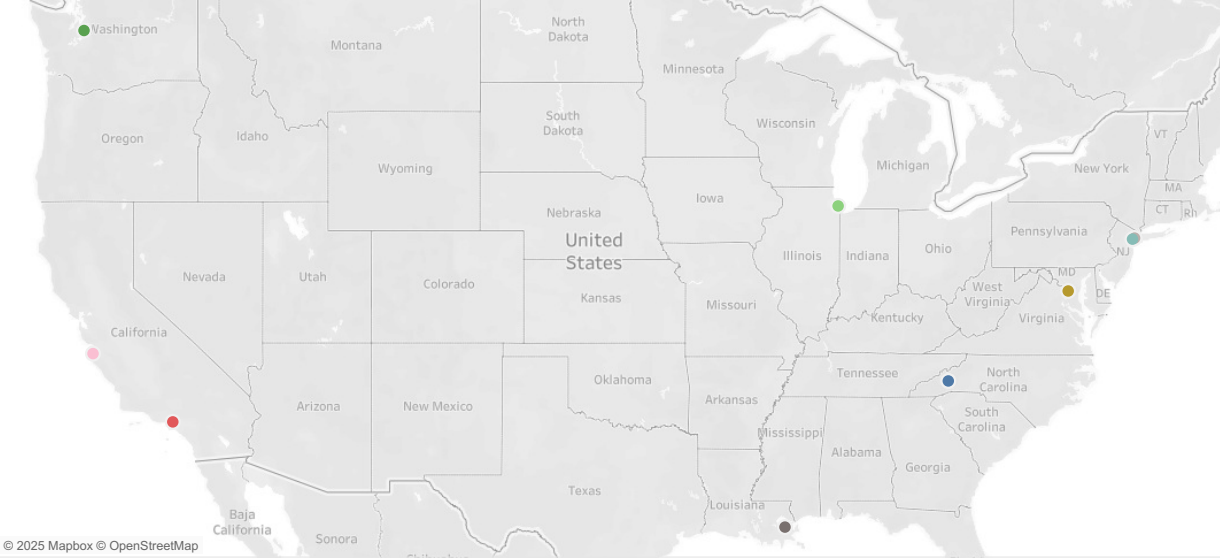 Washington
Montana
North
Dakota
Minnesota
Oregon
Idaho
Wyoming
South
Dakota
Wisconsin
Michigan
VT
New York
MA
CT
Rh
Iowa
Nebraska
United
States
Nevada
Utah
Colorado
Kansas
Missouri
Illinois
Indiana
Ohio
Pennsylvania
NJ
MD
DE
West
Virginia
Virginia
Kentucky
California
Arizona
New Mexico
Oklahoma
Arkansas
Tennessee
North
Carolina
South
Carolina
Mississippi
Alabama
Georgia
Texas
Louisiana
Baja
California
Sonora
Chihuahua
© 2025 Mapbox © OpenStreetMap